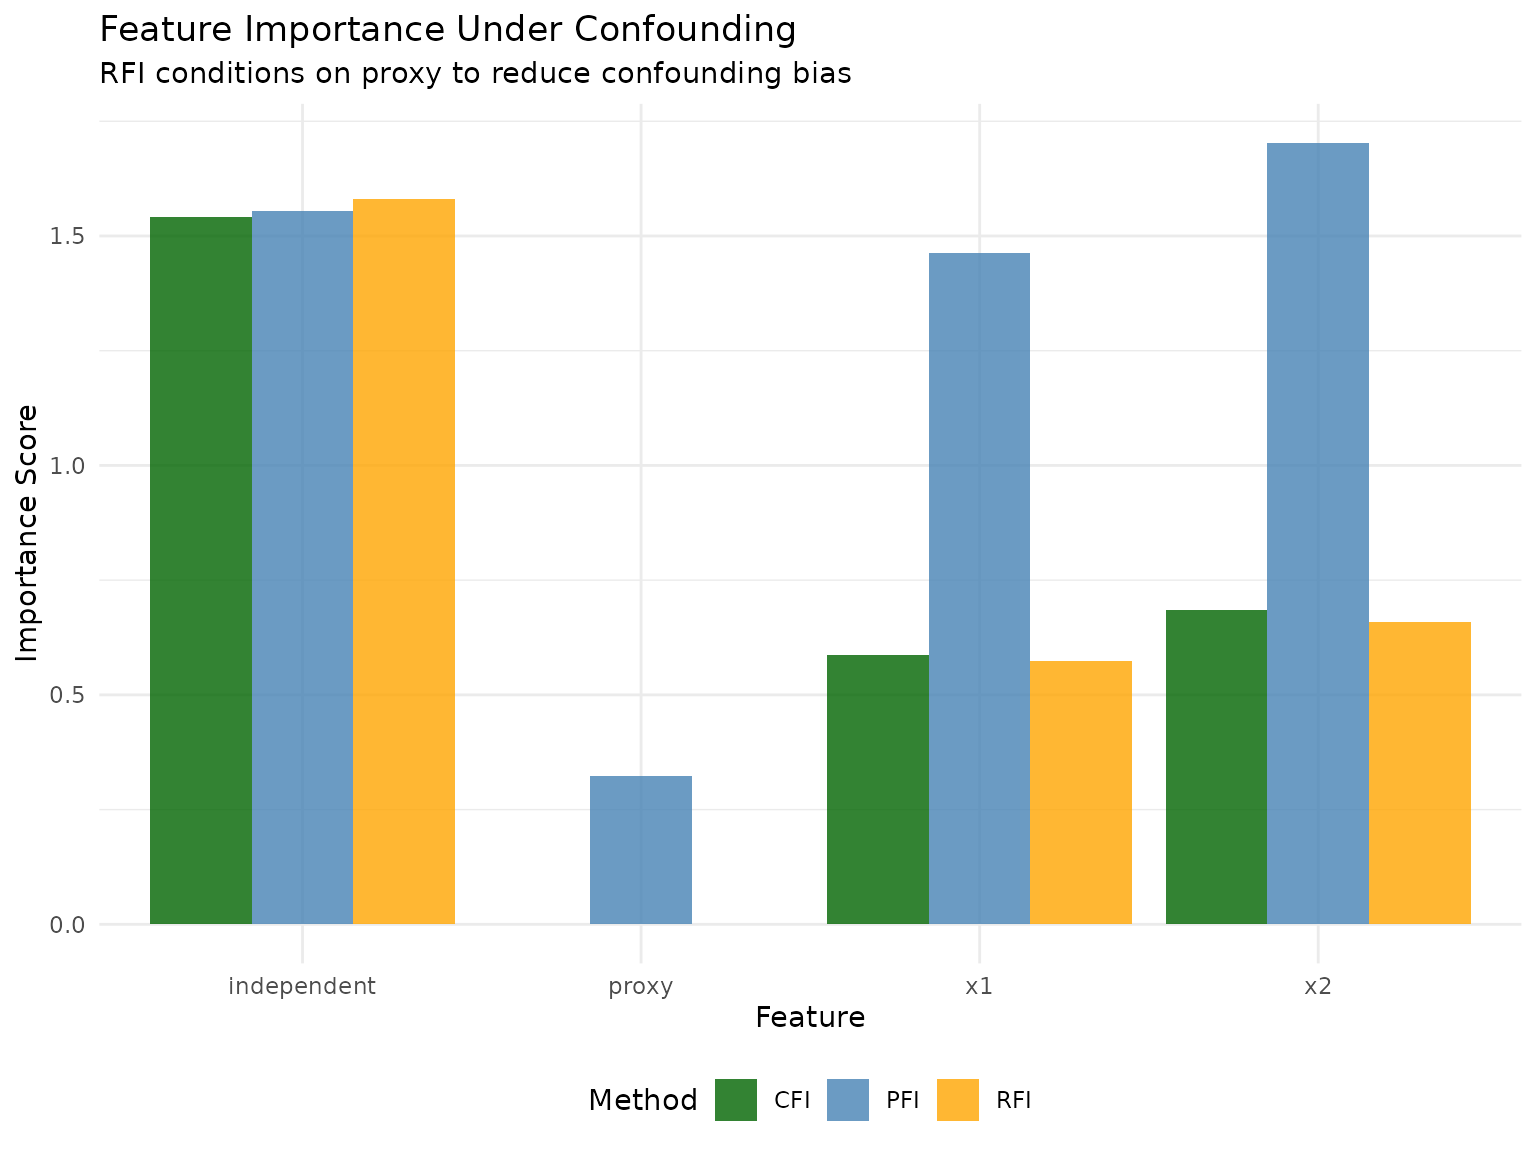 Feature Importance Under Confounding
RFI conditions on proxy to reduce confounding bias
Importance Score
1.5
1.0
0.5
0.0
independent proxy x1 x2
Feature
Method CFI PFI RFI